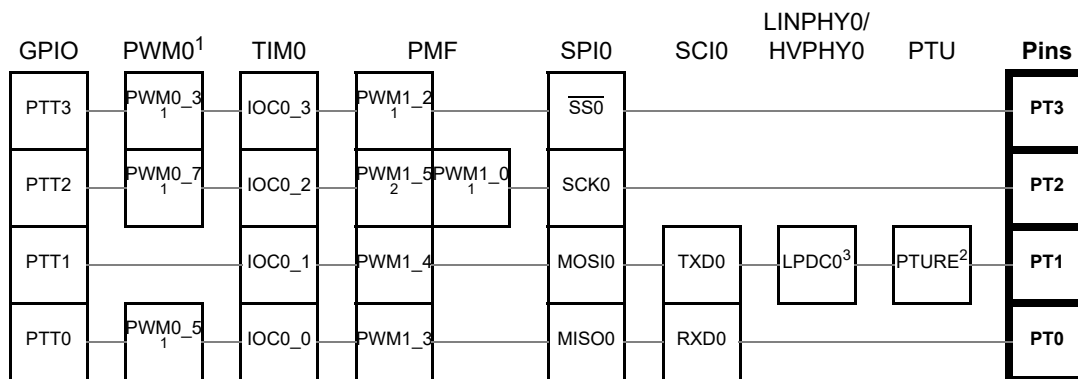 LINPHY0/
GPIO PWM0¹ TIM0 PMF SPI0 SCI0 HVPHY0 PTU Pins
PTT3 PWM0_3 IOC0_3 PWM1_2 SS0 PT3
1 1
PTT2 PWM0_7 IOC0_2 PWM1_5 PWM1_0 SCK0 PT2
1 2 1
PTT1 IOC0_1 PWM1_4 MOSI0 TXD0 LPDC0³ PTURE² PT1
PTT0 PWM0_5 IOC0_0 PWM1_3 MISO0 RXD0 PT0
1